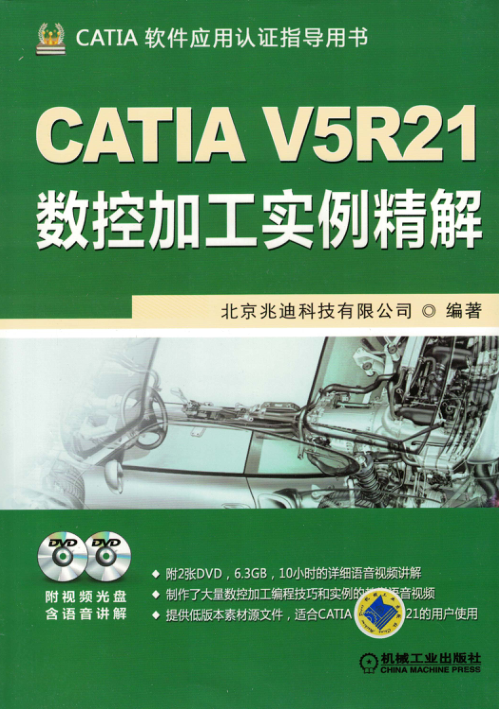 CATIA 软件应用认证指导用书
CATIA V5R21
数控加工实例精解
北京兆迪科技有限公司 ◎ 编著
DVD DVD
附视频光盘
含语音讲解
◆ 附2张DVD，6.3GB，10小时的详细语音视频讲解
◆ 制作了大量数控加工编程技巧和实例的 语音视频
◆ 提供低版本素材源文件，适合CATIA 21的用户使用
机械工业出版社
CHINA MACHINE PRESS